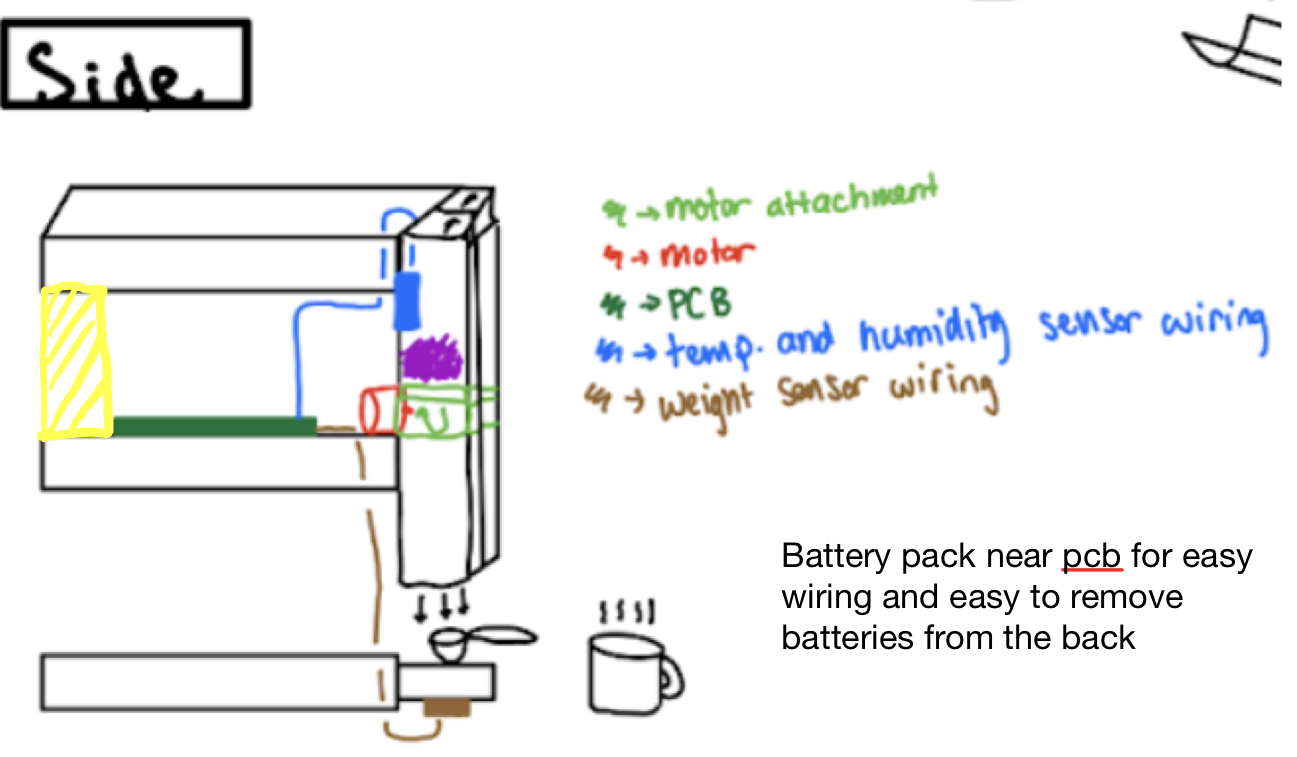 Side
→ motor attachment
→ motor
→ PCB
→ temp. and humidity sensor wiring
→ weight sensor wiring
Battery pack near pcb for easy
wiring and easy to remove
batteries from the back